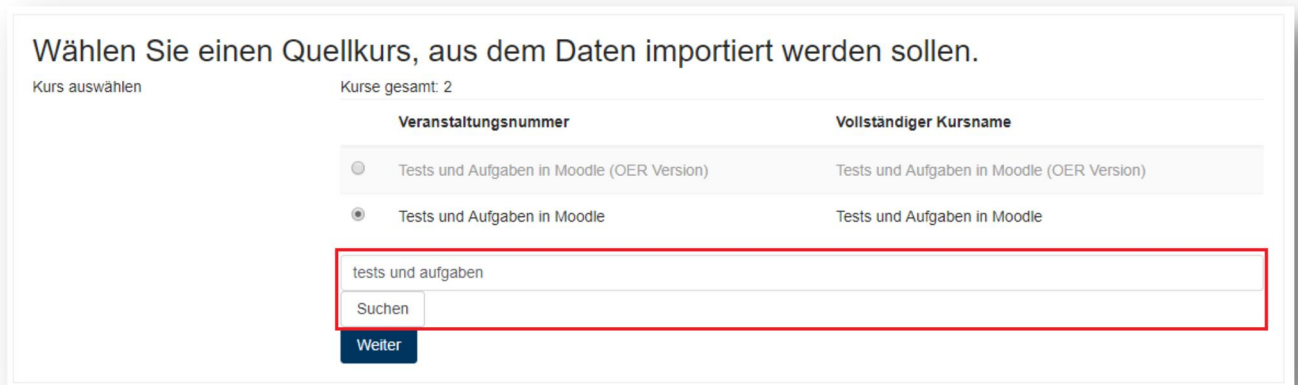 Wählen Sie einen Quellkurs, aus dem Daten importiert werden sollen.
Kurs auswählen
Kurse gesamt: 2
Veranstaltungsnummer Vollständiger Kursname
Tests und Aufgaben in Moodle (OER Version) Tests und Aufgaben in Moodle (OER Version)
Tests und Aufgaben in Moodle Tests und Aufgaben in Moodle
tests und aufgaben
Suchen
Weiter